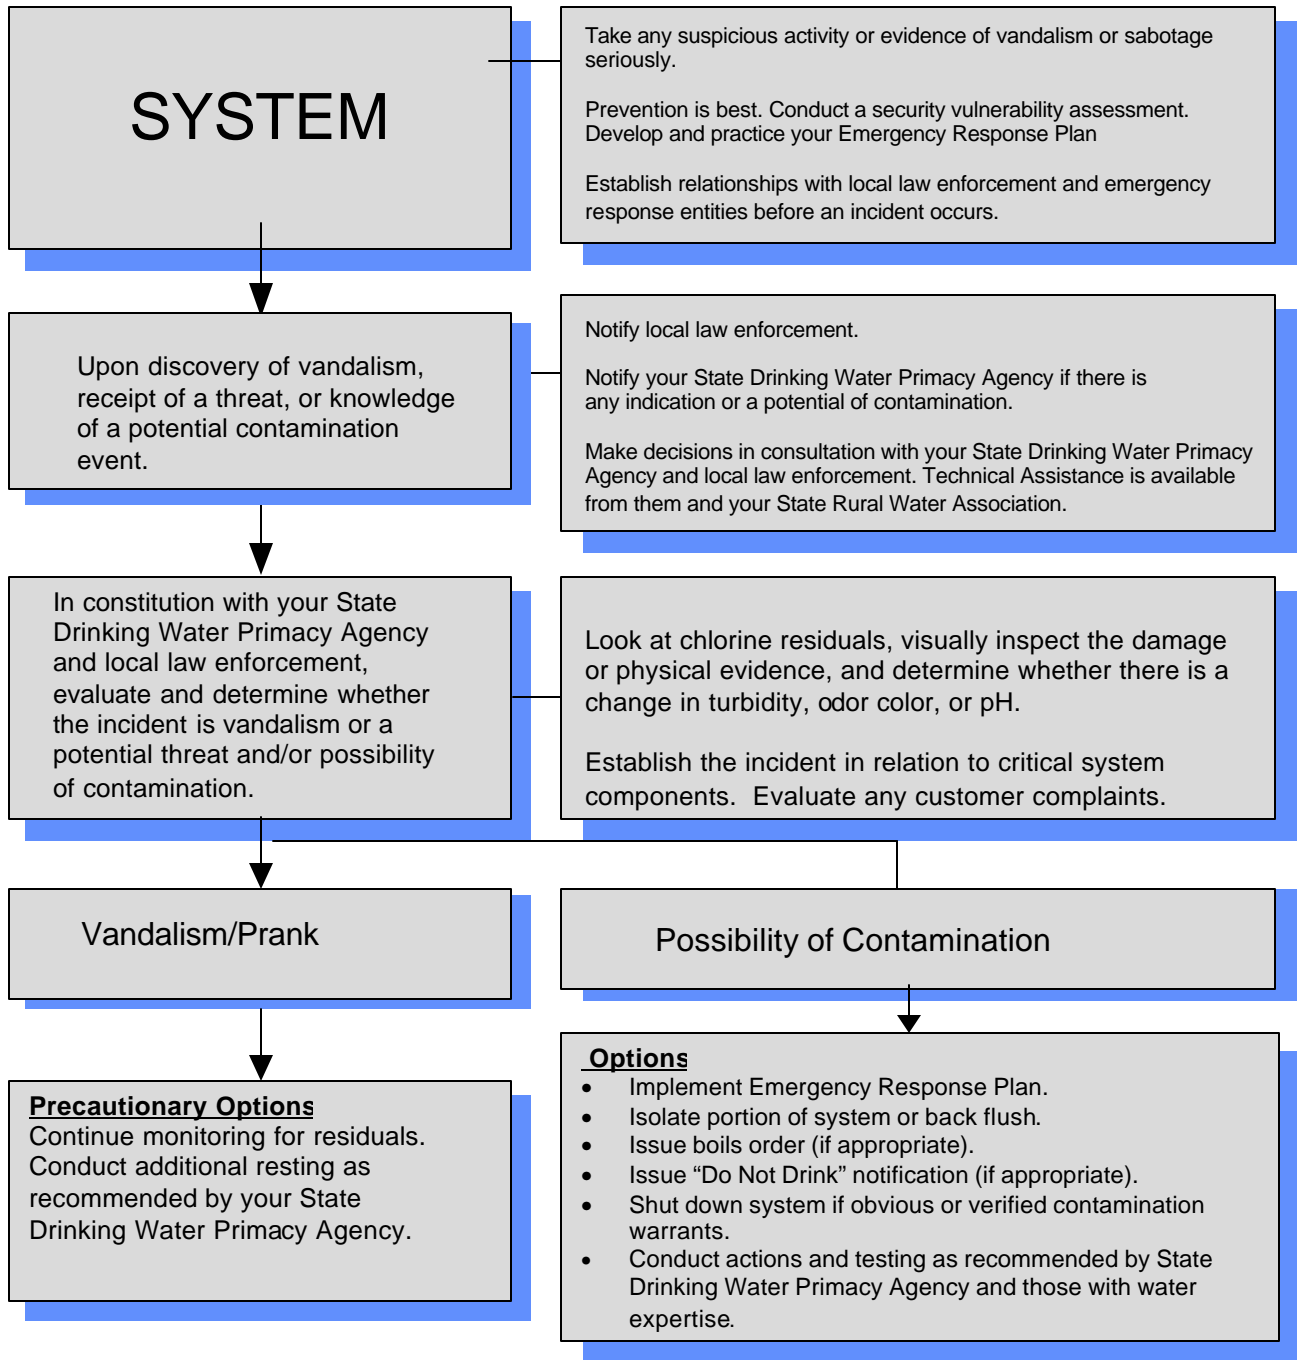 SYSTEM
Take any suspicious activity or evidence of vandalism or sabotage
seriously.
Prevention is best. Conduct a security vulnerability assessment.
Develop and practice your Emergency Response Plan
Establish relationships with local law enforcement and emergency
response entities before an incident occurs.
Upon discovery of vandalism,
receipt of a threat, or knowledge
of a potential contamination
event.
Notify local law enforcement.
Notify your State Drinking Water Primacy Agency if there is
any indication or a potential of contamination.
Make decisions in consultation with your State Drinking Water Primacy
Agency and local law enforcement. Technical Assistance is available
from them and your State Rural Water Association.
In constitution with your State
Drinking Water Primacy Agency
and local law enforcement,
evaluate and determine whether
the incident is vandalism or a
potential threat and/or possibility
of contamination.
Look at chlorine residuals, visually inspect the damage
or physical evidence, and determine whether there is a
change in turbidity, odor color, or pH.
Establish the incident in relation to critical system
components.  Evaluate any customer complaints.
Vandalism/Prank
Possibility of Contamination
Precautionary Options
Continue monitoring for residuals.
Conduct additional resting as
recommended by your State
Drinking Water Primacy Agency.
Options
• Implement Emergency Response Plan.
• Isolate portion of system or back flush.
• Issue boils order (if appropriate).
• Issue “Do Not Drink” notification (if appropriate).
• Shut down system if obvious or verified contamination
warrants.
• Conduct actions and testing as recommended by State
Drinking Water Primacy Agency and those with water
expertise.